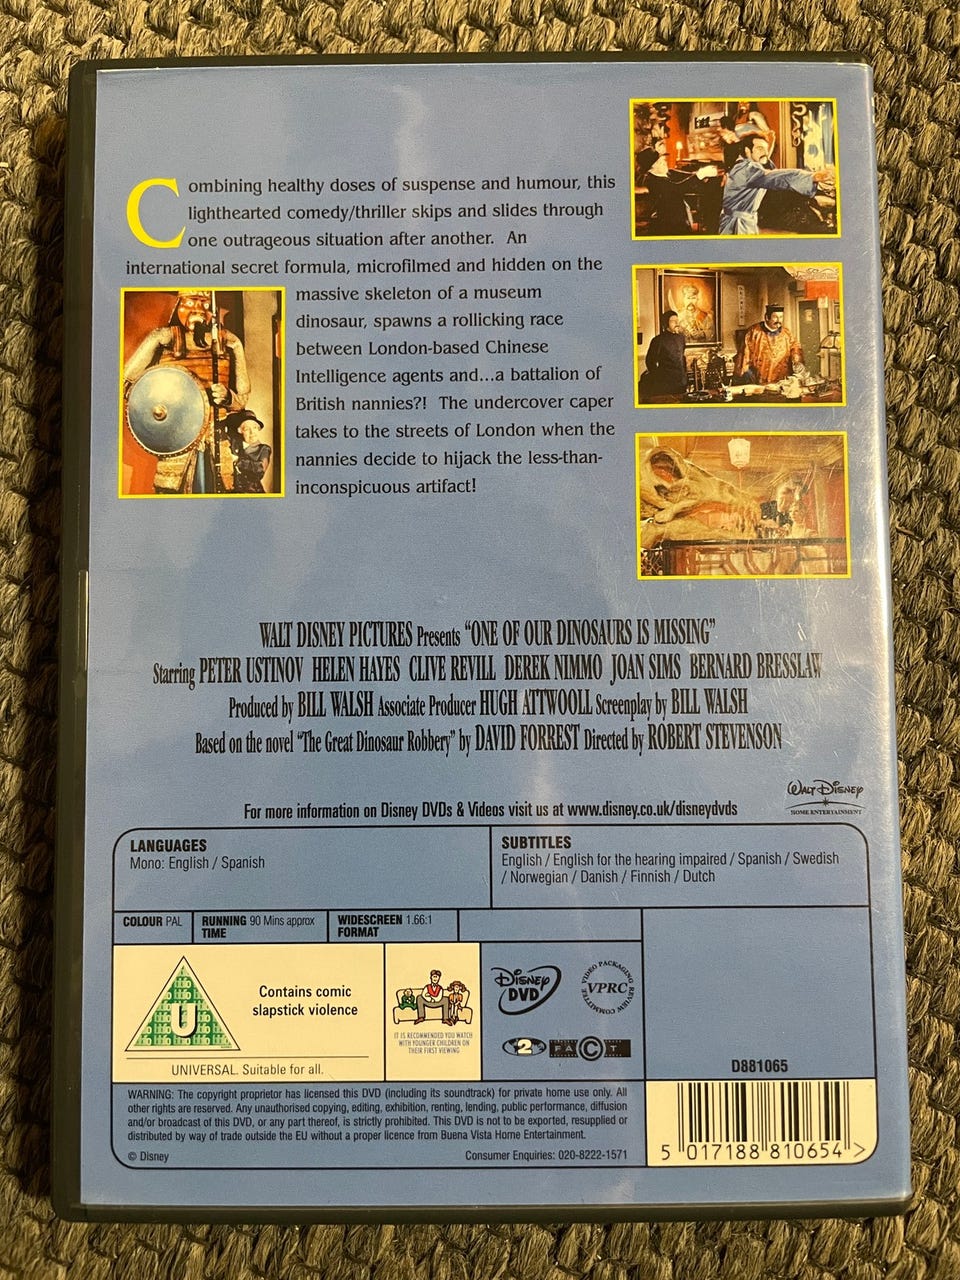 Combining healthy doses of suspense and humour, this
lighthearted comedy/thriller skips and slides through
one outrageous situation after another. An
international secret formula, microfilmed and hidden on the
massive skeleton of a museum
dinosaur, spawns a rollicking race
between London-based Chinese
Intelligence agents and...a battalion of
British nannies?! The undercover caper
takes to the streets of London when the
nannies decide to hijack the less-than-
inconspicuous artifact!
WALT DISNEY PICTURES Presents "ONE OF OUR DINOSAURS IS MISSING"
Starring PETER USTINOV HELEN HAYES CLIVE REVILL DEREK NIMMO JOAN SIMS BERNARD BRESSLAW
Produced by BILL WALSH Associate Producer HUGH ATTWOOLL Screenplay by BILL WALSH
Based on the novel "The Great Dinosaur Robbery" by DAVID FORREST Directed by ROBERT STEVENSON
WALT DISNEY
HOME ENTERTAINMENT
For more information on Disney DVDs & Videos visit us at www.disney.co.uk/disneydvds
LANGUAGES
Mono: English / Spanish
SUBTITLES
English / English for the hearing impaired / Spanish / Swedish
/ Norwegian / Danish / Finnish / Dutch
COLOUR PAL
RUNNING 90 Mins approx
TIME
WIDESCREEN 1.66:1
FORMAT
U
Contains comic
slapstick violence
UNIVERSAL. Suitable for all.
IT IS RECOMMENDED YOU WATCH
WITH YOUNGER CHILDREN ON
THEIR FIRST VIEWING
DISNEY
DVD
VIDEO PACKAGING REVIEW COMMITTEE
VPRC
2
FACT
D881065
WARNING: The copyright proprietor has licensed this DVD (including its soundtrack) for private home use only. All
other rights are reserved. Any unauthorised copying, editing, exhibition, renting, lending, public performance, diffusion
and/or broadcast of this DVD, or any part thereof, is strictly prohibited. This DVD is not to be exported, resupplied or
distributed by way of trade outside the EU without a proper licence from Buena Vista Home Entertainment.
© Disney
Consumer Enquiries: 020-8222-1571
5 017188 810654 >